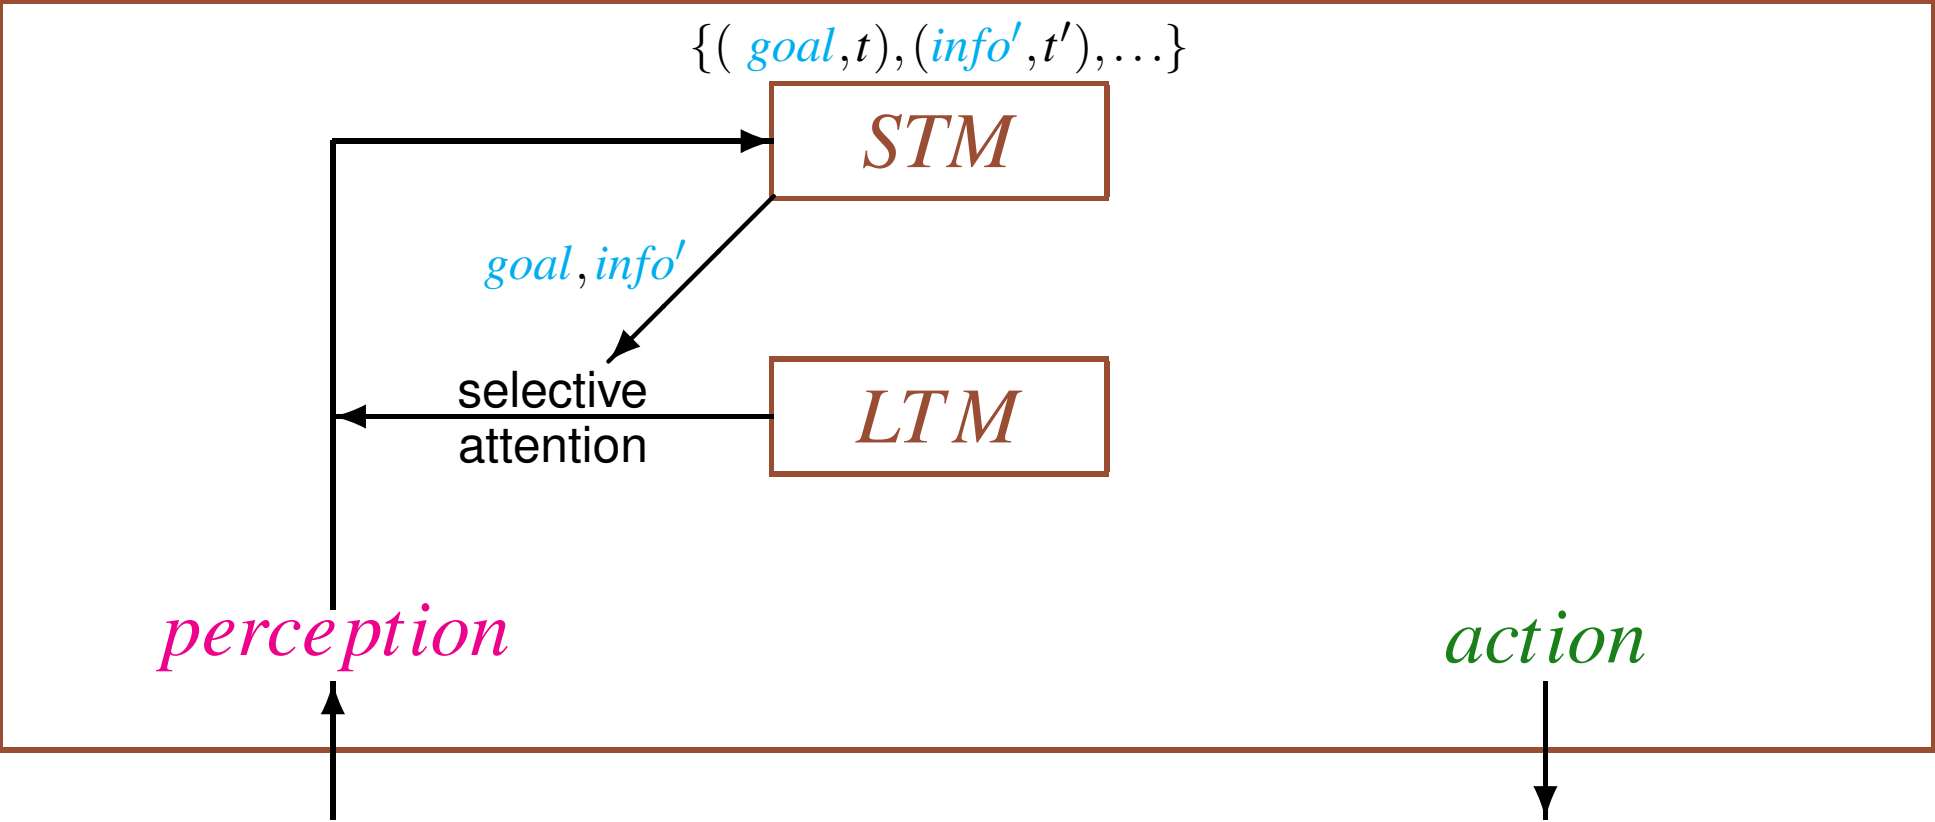 {( goal,t),(info′,t′),...}
STM
goal,info′
selective
attention
LTM
perception
action